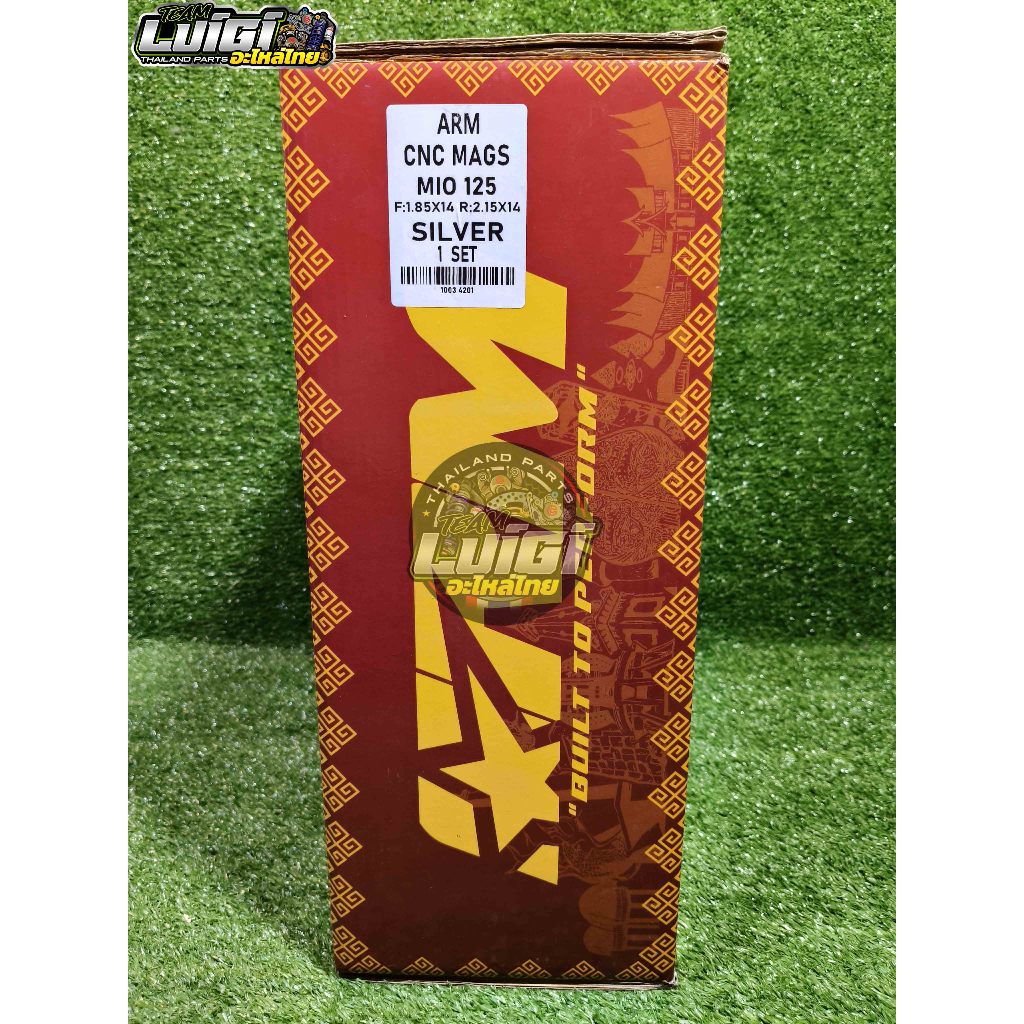 TEAM
LUIGI
THAILAND PARTS อะไหล่ไทย
ARM
CNC MAGS
MIO 125
F:1.85X14 R:2.15X14
SILVER
1 SET
1003 4201
"BUILT TO PERFORM"
THAILAND PARTS
TEAM
LUIGI
อะไหล่ไทย